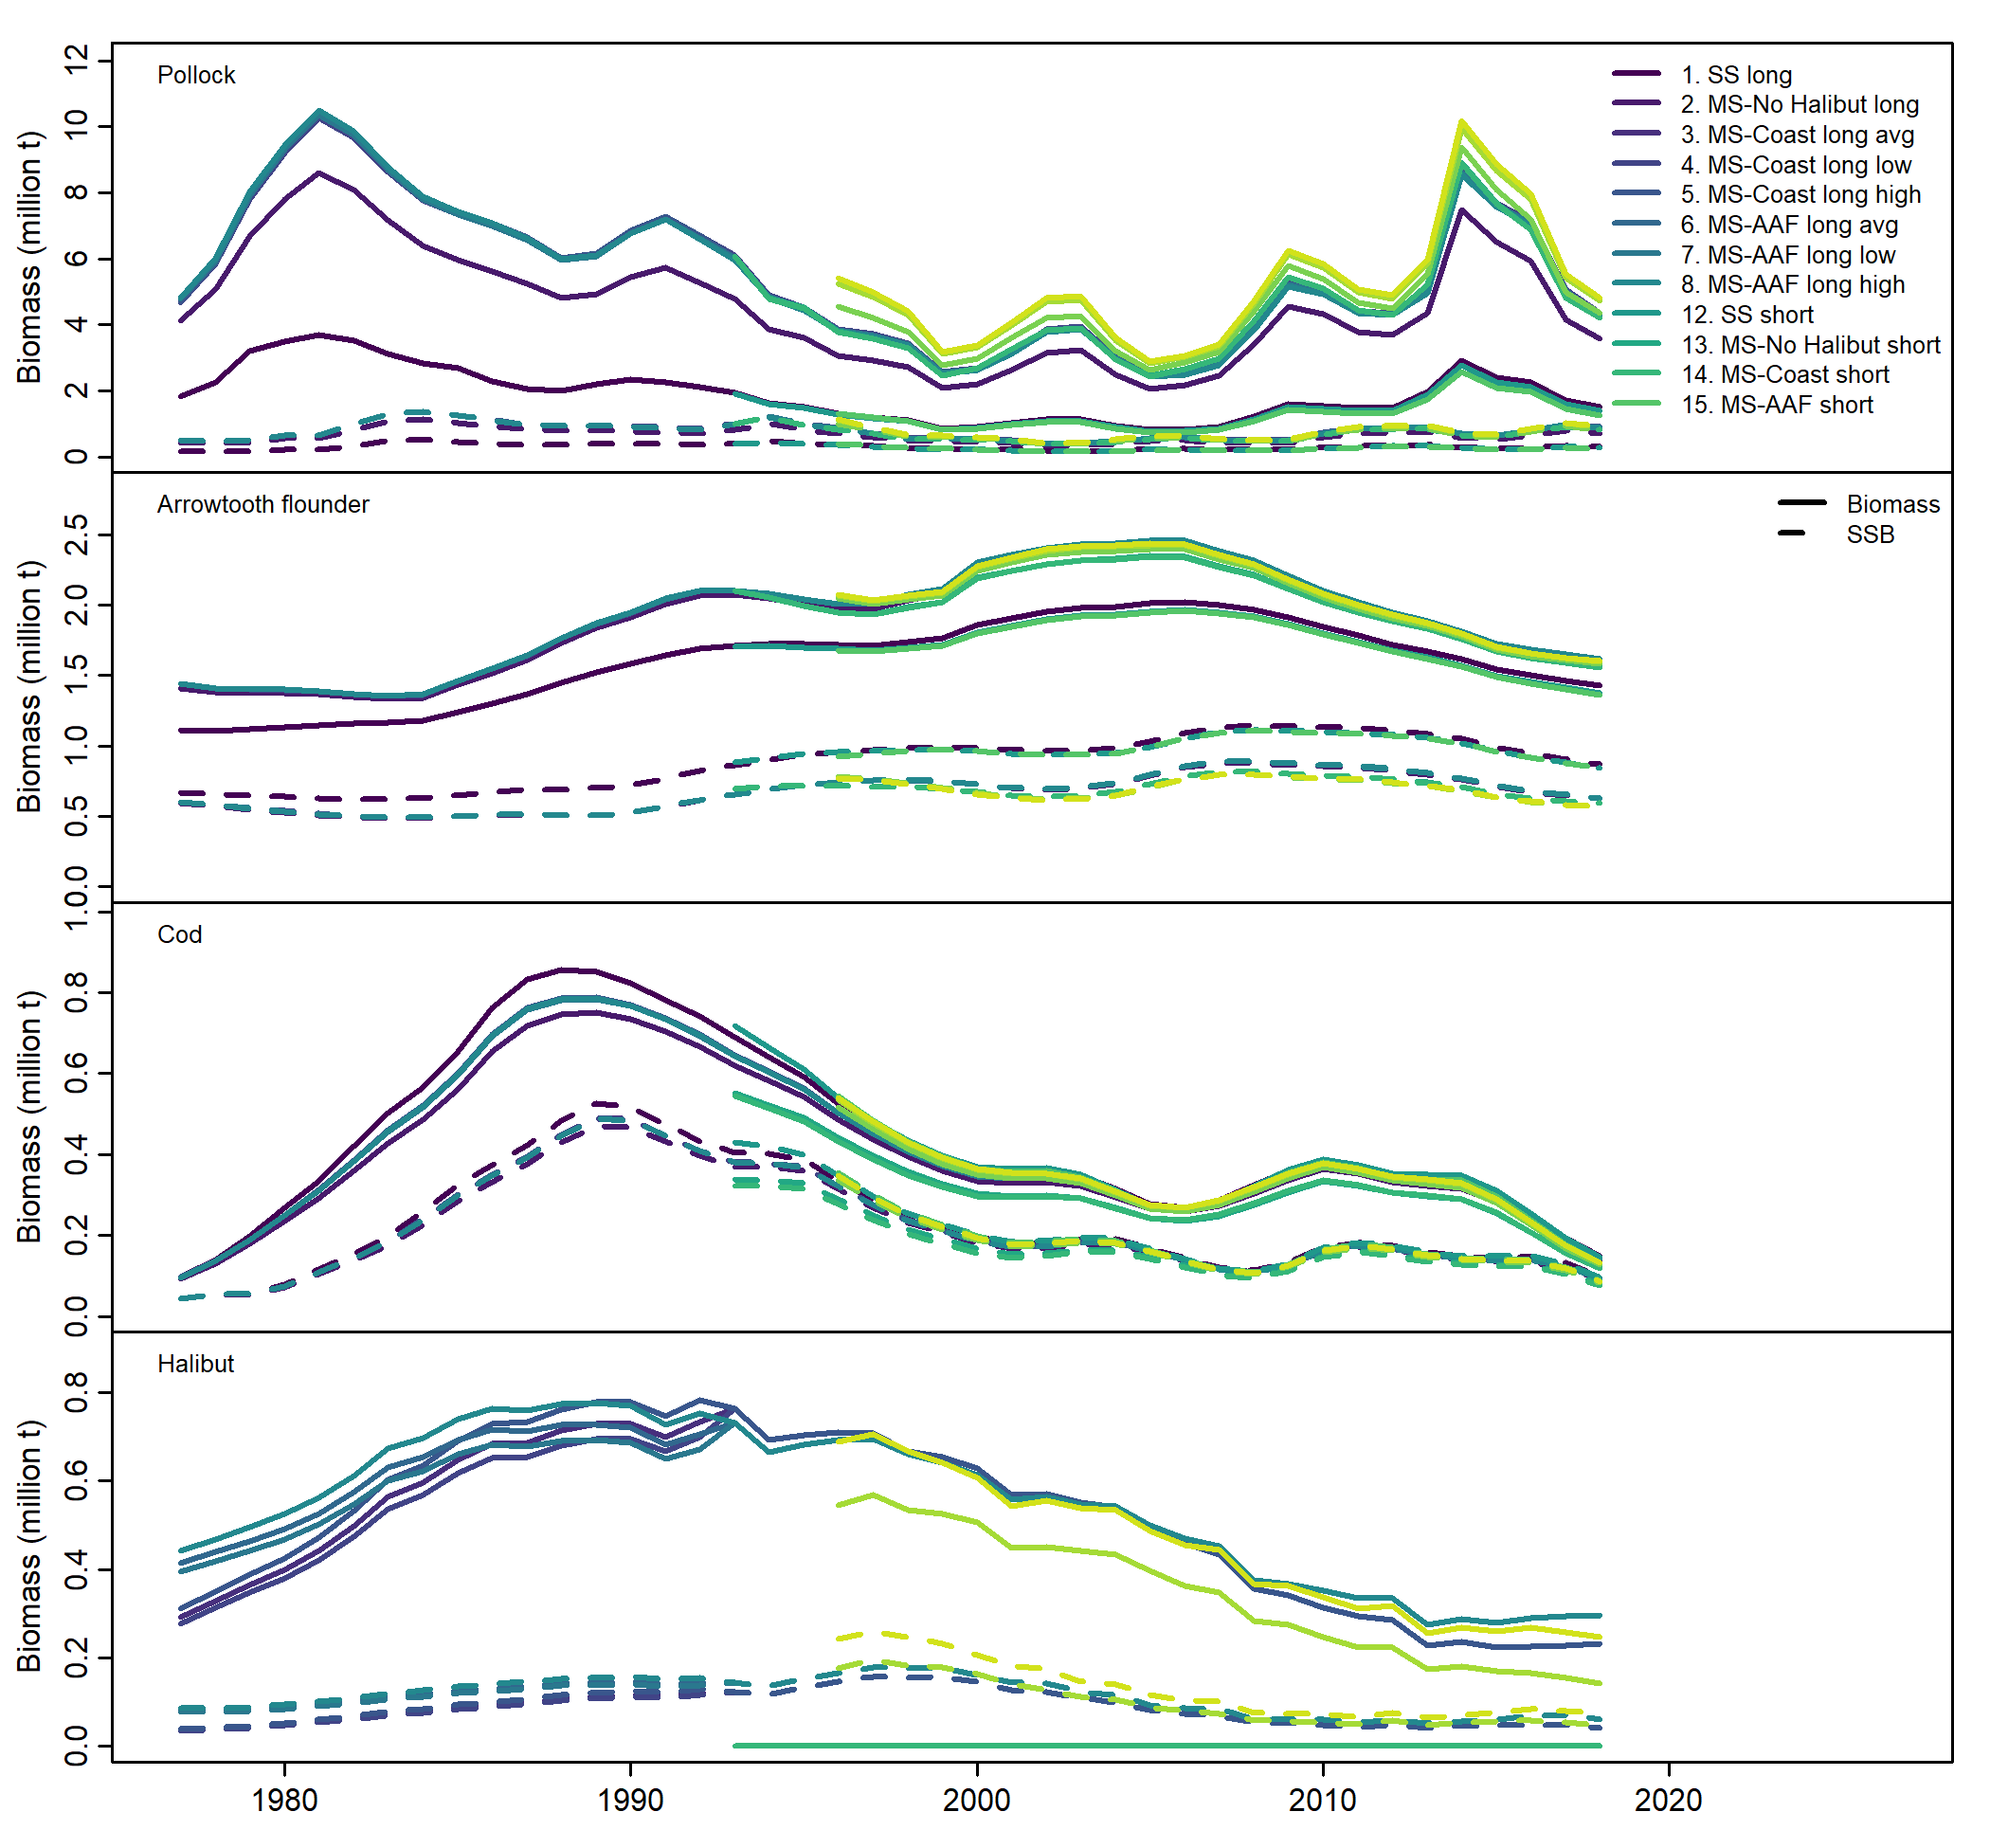 Pollock
Biomass (million t)
0
2
4
6
8
10
12
1. SS long
2. MS-No Halibut long
3. MS-Coast long avg
4. MS-Coast long low
5. MS-Coast long high
6. MS-AAF long avg
7. MS-AAF long low
8. MS-AAF long high
12. SS short
13. MS-No Halibut short
14. MS-Coast short
15. MS-AAF short
Arrowtooth flounder
Biomass (million t)
0.0
0.5
1.0
1.5
2.0
2.5
Biomass
SSB
Cod
Biomass (million t)
0.0
0.2
0.4
0.6
0.8
1.
Halibut
Biomass (million t)
0.0
0.2
0.4
0.6
0.8
1980
1990
2000
2010
2020